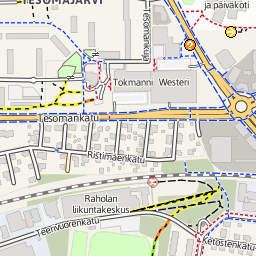 TESOMAJÄRVI
ja päiväkoti
Tesomankuja
Tokmanni Westeri
Tesomankatu
Ristimäenkatu
Raholan
liikuntakeskus
Teerivuorenkatu
Ketostenkatu